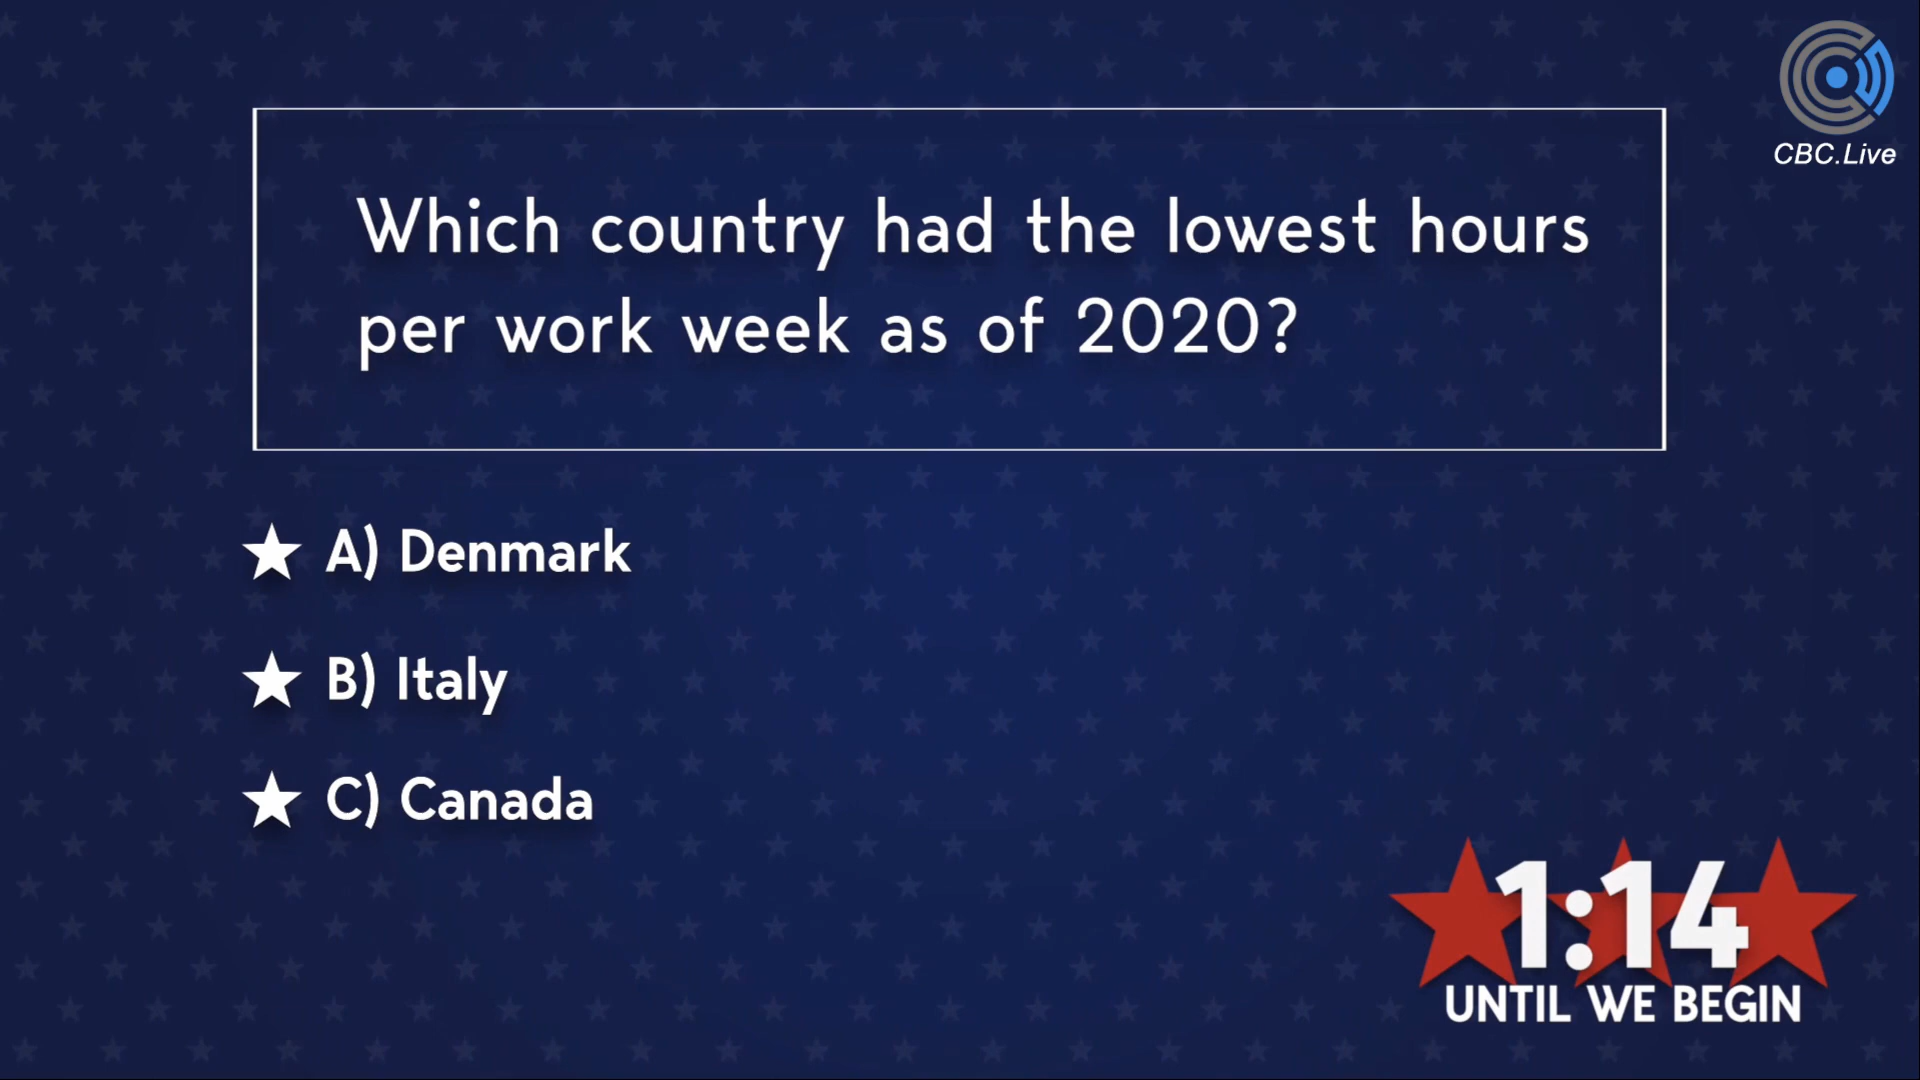 CBC.Live
Which country had the lowest hours
per work week as of 2020?
A) Denmark
B) Italy
C) Canada
1:14
UNTIL WE BEGIN